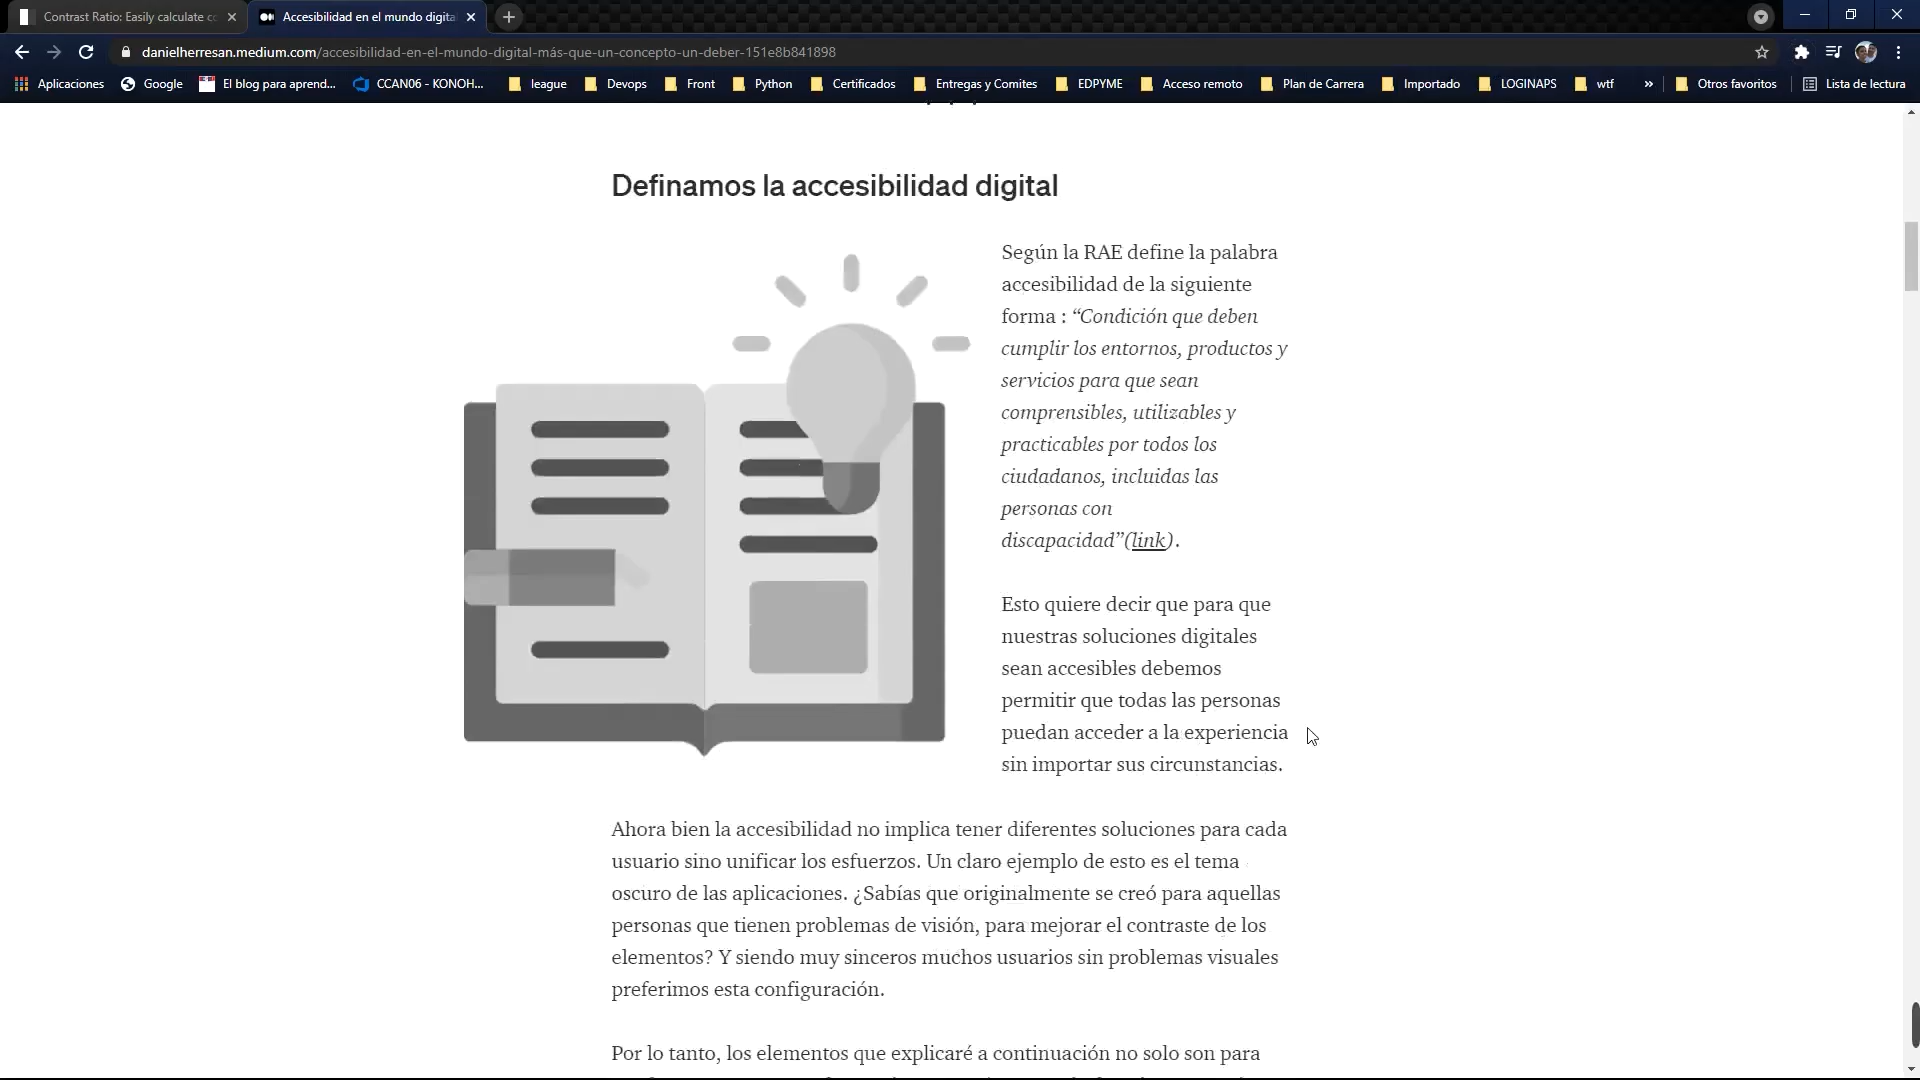 Contrast Ratio: Easily calculate cc
Accesibilidad en el mundo digita
danielherresan.medium.com/accesibilidad-en-el-mundo-digital-más-que-un-concepto-un-deber-151e8b841898
Aplicaciones Google El blog para aprend... CCAN06 - KONOH... league Devops Front Python Certificados Entregas y Comites EDPYME Acceso remoto Plan de Carrera Importado LOGINAPS wtf » Otros favoritos Lista de lectura
Definamos la accesibilidad digital
Según la RAE define la palabra
accesibilidad de la siguiente
forma : “Condición que deben
cumplir los entornos, productos y
servicios para que sean
comprensibles, utilizables y
practicables por todos los
ciudadanos, incluidas las
personas con
discapacidad”(link).
Esto quiere decir que para que
nuestras soluciones digitales
sean accesibles debemos
permitir que todas las personas
puedan acceder a la experiencia
sin importar sus circunstancias.
Ahora bien la accesibilidad no implica tener diferentes soluciones para cada
usuario sino unificar los esfuerzos. Un claro ejemplo de esto es el tema
oscuro de las aplicaciones. ¿Sabías que originalmente se creó para aquellas
personas que tienen problemas de visión, para mejorar el contraste de los
elementos? Y siendo muy sinceros muchos usuarios sin problemas visuales
preferimos esta configuración.
Por lo tanto, los elementos que explicaré a continuación no solo son para